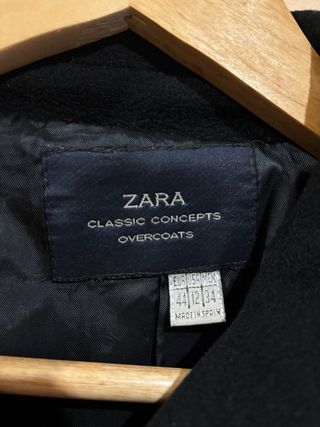 ZARA
CLASSIC CONCEPTS
OVERCOATS
EUR USA MEX
44 12 34
MADE IN SPAIN